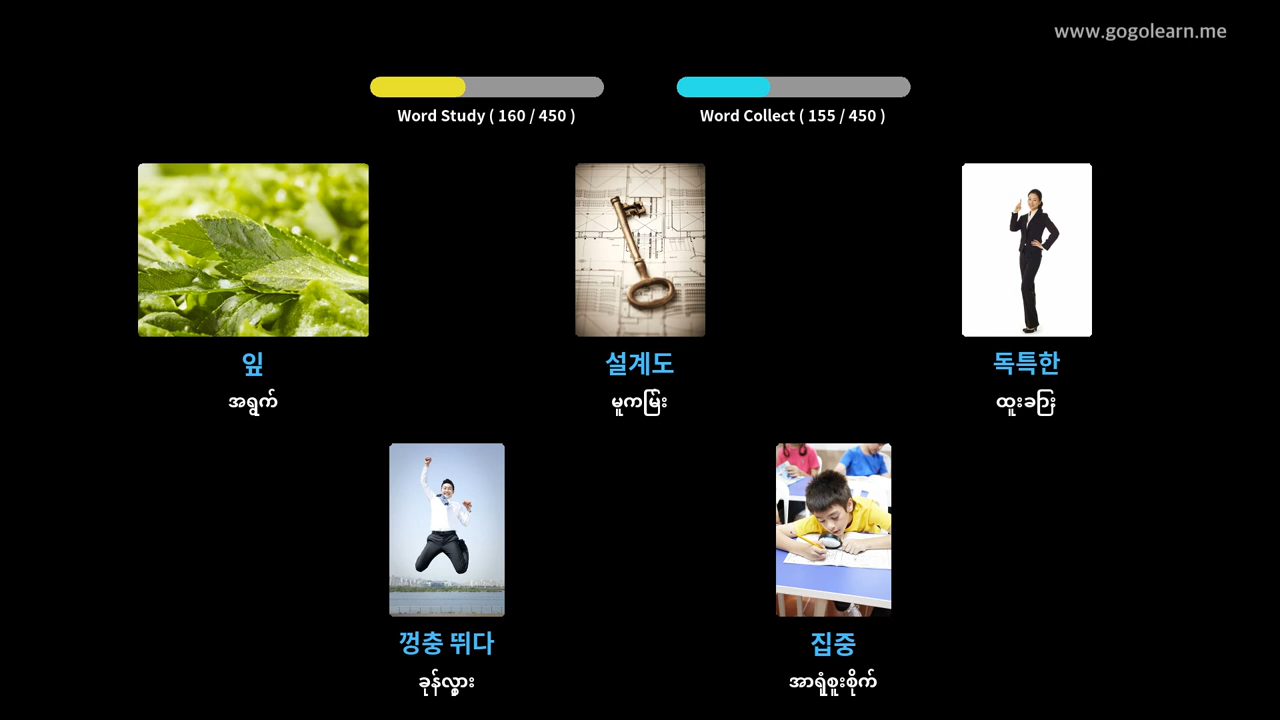 www.gogolearn.me
Word Study ( 160 / 450 )
Word Collect ( 155 / 450 )
잎
설계도
독특한
အရွက်
မူကြမ်း
ထူးခြား
껑충 뛰다
집중
ခုန်လွှား
အာရုံစူးစိုက်